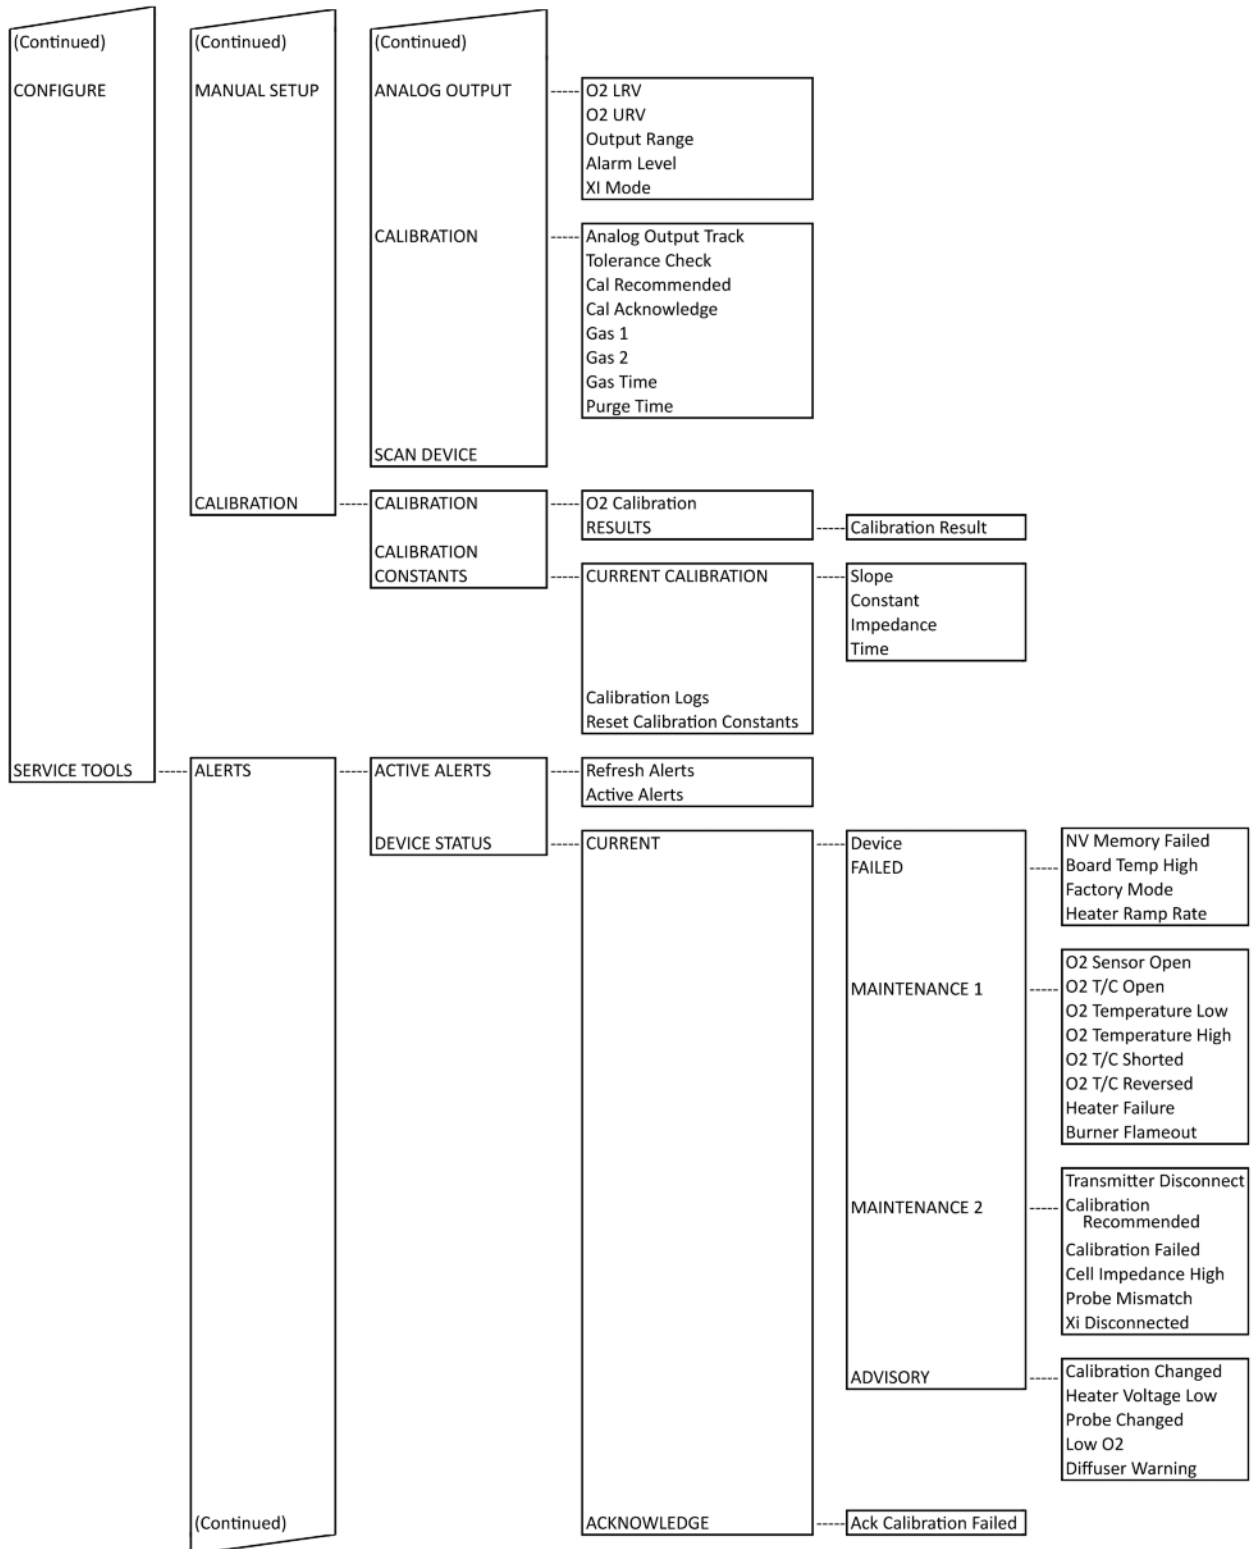 (Continued)
(Continued)
(Continued)
CONFIGURE
MANUAL SETUP
ANALOG OUTPUT
O2 LRV
O2 URV
Output Range
Alarm Level
XI Mode
CALIBRATION
Analog Output Track
Tolerance Check
Cal Recommended
Cal Acknowledge
Gas 1
Gas 2
Gas Time
Purge Time
SCAN DEVICE
CALIBRATION
CALIBRATION
O2 Calibration
RESULTS
Calibration Result
CALIBRATION
CONSTANTS
CURRENT CALIBRATION
Slope
Constant
Impedance
Time
Calibration Logs
Reset Calibration Constants
SERVICE TOOLS
ALERTS
ACTIVE ALERTS
Refresh Alerts
Active Alerts
DEVICE STATUS
CURRENT
Device
FAILED
NV Memory Failed
Board Temp High
Factory Mode
Heater Ramp Rate
MAINTENANCE 1
O2 Sensor Open
O2 T/C Open
O2 Temperature Low
O2 Temperature High
O2 T/C Shorted
O2 T/C Reversed
Heater Failure
Burner Flameout
MAINTENANCE 2
Transmitter Disconnect
Calibration
Recommended
Calibration Failed
Cell Impedance High
Probe Mismatch
Xi Disconnected
ADVISORY
Calibration Changed
Heater Voltage Low
Probe Changed
Low O2
Diffuser Warning
(Continued)
ACKNOWLEDGE
Ack Calibration Failed